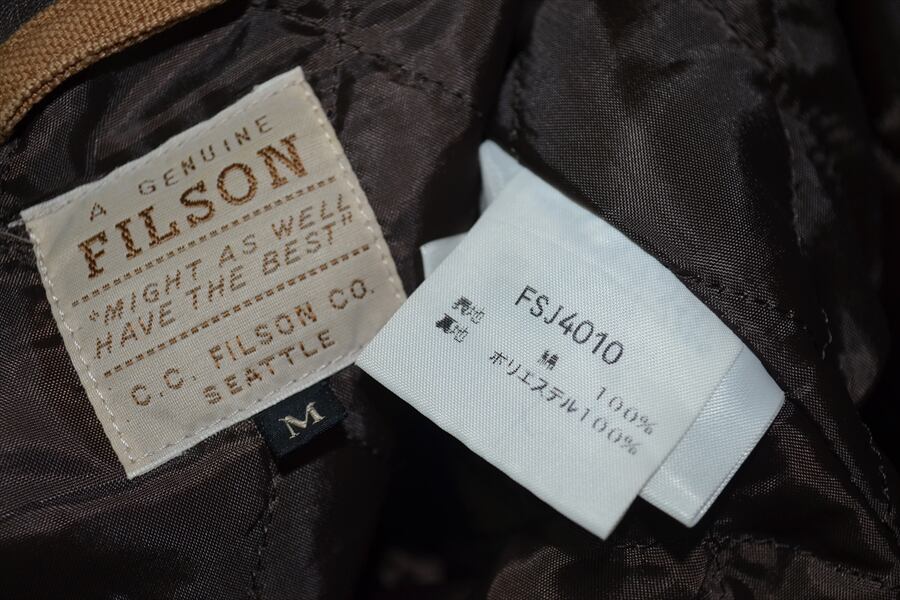 A GENUINE
FILSON
"MIGHT AS WELL
HAVE THE BEST"
C.C. FILSON CO.
SEATTLE
M
FSJ4010
表地 綿 100%
裏地 ポリエステル100%